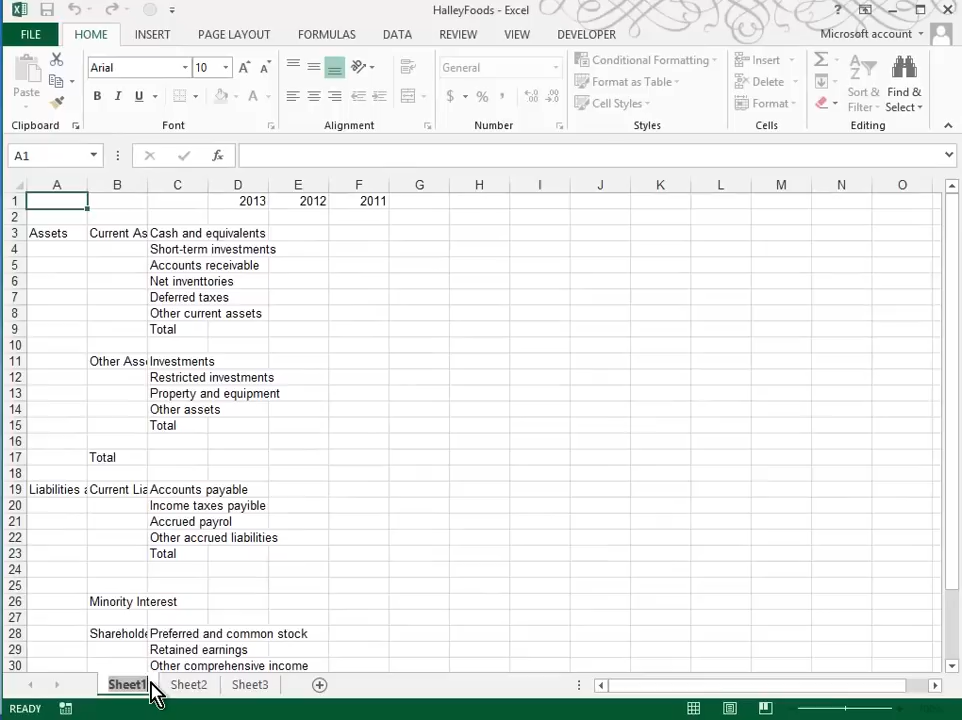 HalleyFoods - Excel
?
FILE HOME INSERT PAGE LAYOUT FORMULAS DATA REVIEW VIEW DEVELOPER Microsoft account
Paste Arial 10 General Conditional Formatting Format as Table Cell Styles Insert Delete Format Sort & Filter Find & Select
B I U $ % ,
Clipboard Font Alignment Number Styles Cells Editing
A1 fx
A B C D E F G H I J K L M N O
1 2013 2012 2011
2
3 Assets Current As Cash and equivalents
4 Short-term investments
5 Accounts receivable
6 Net inventtories
7 Deferred taxes
8 Other current assets
9 Total
10
11 Other Asse Investments
12 Restricted investments
13 Property and equipment
14 Other assets
15 Total
16
17 Total
18
19 Liabilities a Current Lia Accounts payable
20 Income taxes payible
21 Accrued payrol
22 Other accrued liabilities
23 Total
24
25
26 Minority Interest
27
28 Shareholde Preferred and common stock
29 Retained earnings
30 Other comprehensive income
Sheet1 Sheet2 Sheet3
READY